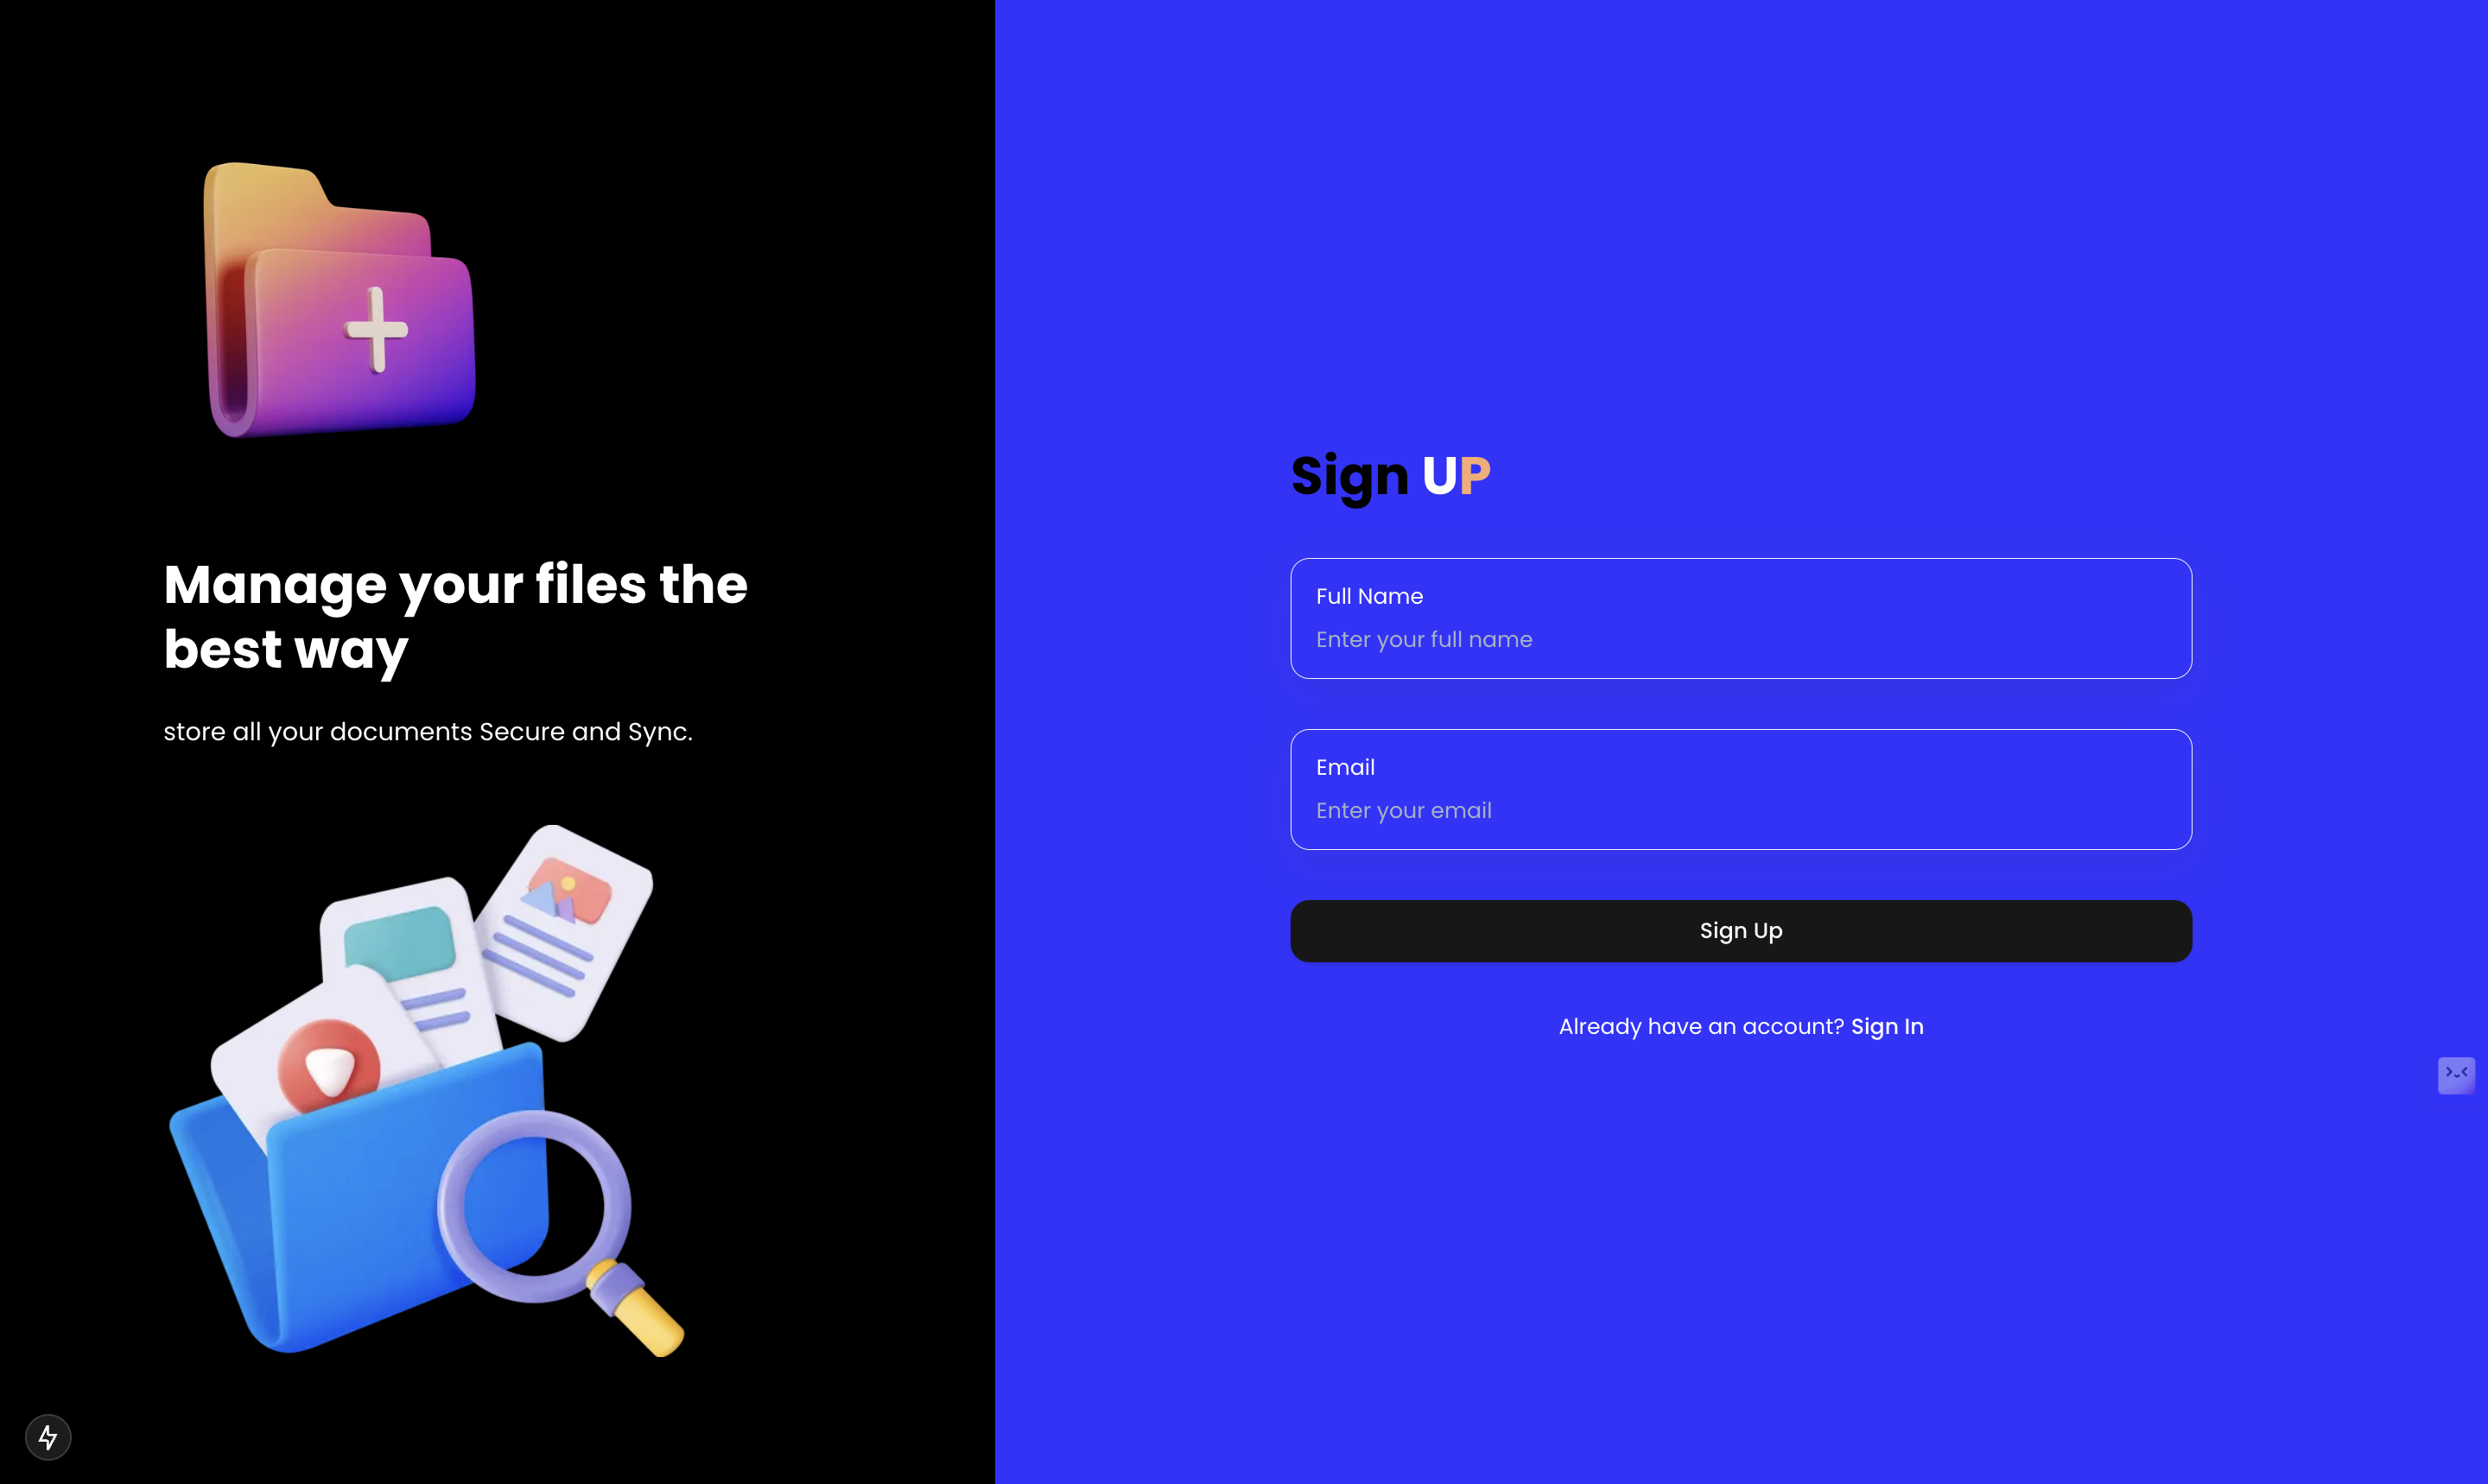 Manage your files the
best way
store all your documents Secure and Sync.
Sign UP
Full Name
Enter your full name
Email
Enter your email
Sign Up
Already have an account? Sign In